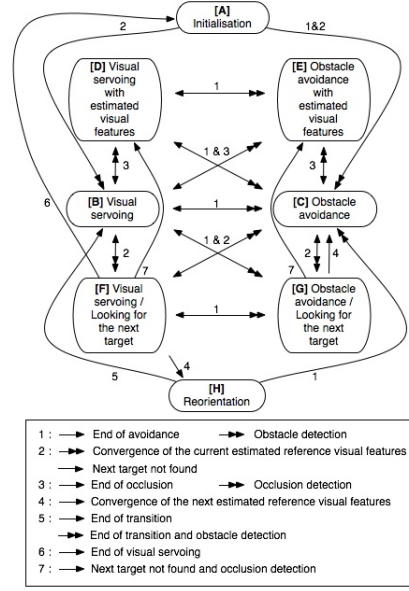 [A]
Initialisation
2
1&2
[D] Visual
servoing
with
estimated
visual
features
1
[E] Obstacle
avoidance
with
estimated
visual
features
3
1 & 3
3
6
[B] Visual
servoing
1
[C] Obstacle
avoidance
2
1 & 2
2
4
7
7
[F] Visual
servoing /
Looking for
the next
target
1
[G] Obstacle
avoidance /
Looking for
the next
target
4
5
[H]
Reorientation
1
1 : End of avoidance Obstacle detection
2 : Convergence of the current estimated reference visual features
Next target not found
3 : End of occlusion Occlusion detection
4 : Convergence of the next estimated reference visual features
5 : End of transition
End of transition and obstacle detection
6 : End of visual servoing
7 : Next target not found and occlusion detection